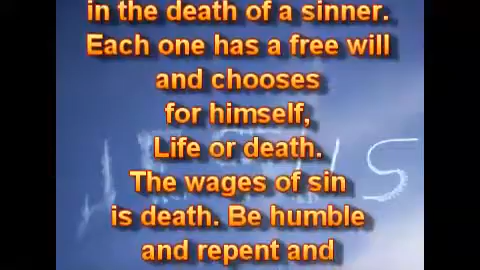 in the death of a sinner.
Each one has a free will
and chooses
for himself,
Life or death.
The wages of sin
is death. Be humble
and repent and
JESUS